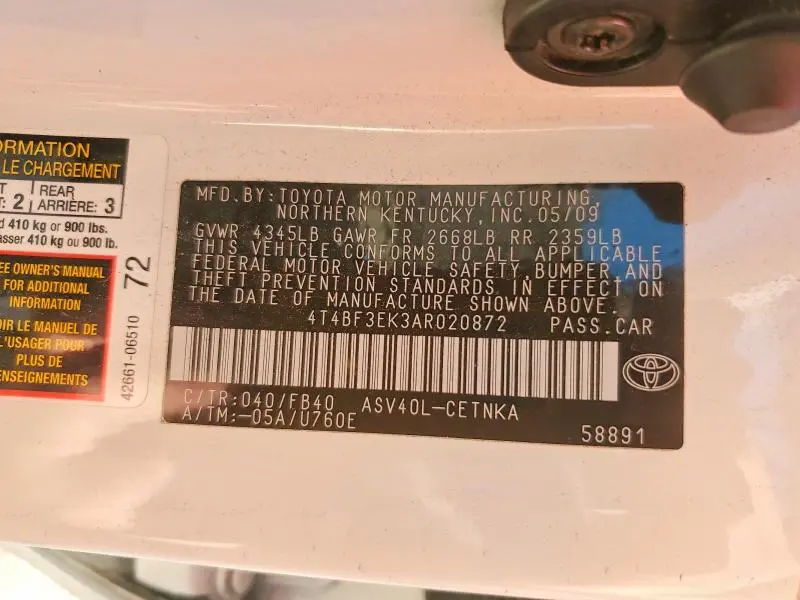 ORMATION
LE CHARGEMENT
REAR
2 ARRIÈRE: 3
410 kg or 900 lbs.
asser 410 kg ou 900 lb.
EE OWNER'S MANUAL
FOR ADDITIONAL
INFORMATION
OIR LE MANUEL DE
L'USAGER POUR
PLUS DE
ENSEIGNEMENTS
42661-06510 72
MFD.BY:TOYOTA MOTOR MANUFACTURING,
NORTHERN KENTUCKY,INC.05/09
GVWR 4345LB GAWR FR 2668LB RR 2359LB
THIS VEHICLE CONFORMS TO ALL APPLICABLE
FEDERAL MOTOR VEHICLE SAFETY,BUMPER,AND
THEFT PREVENTION STANDARDS IN EFFECT ON
THE DATE OF MANUFACTURE SHOWN ABOVE.
4T4BF3EK3AR020872 PASS.CAR
C/TR:040/FB40 ASV40L-CETNKA
A/TM:-05A/U760E
58891